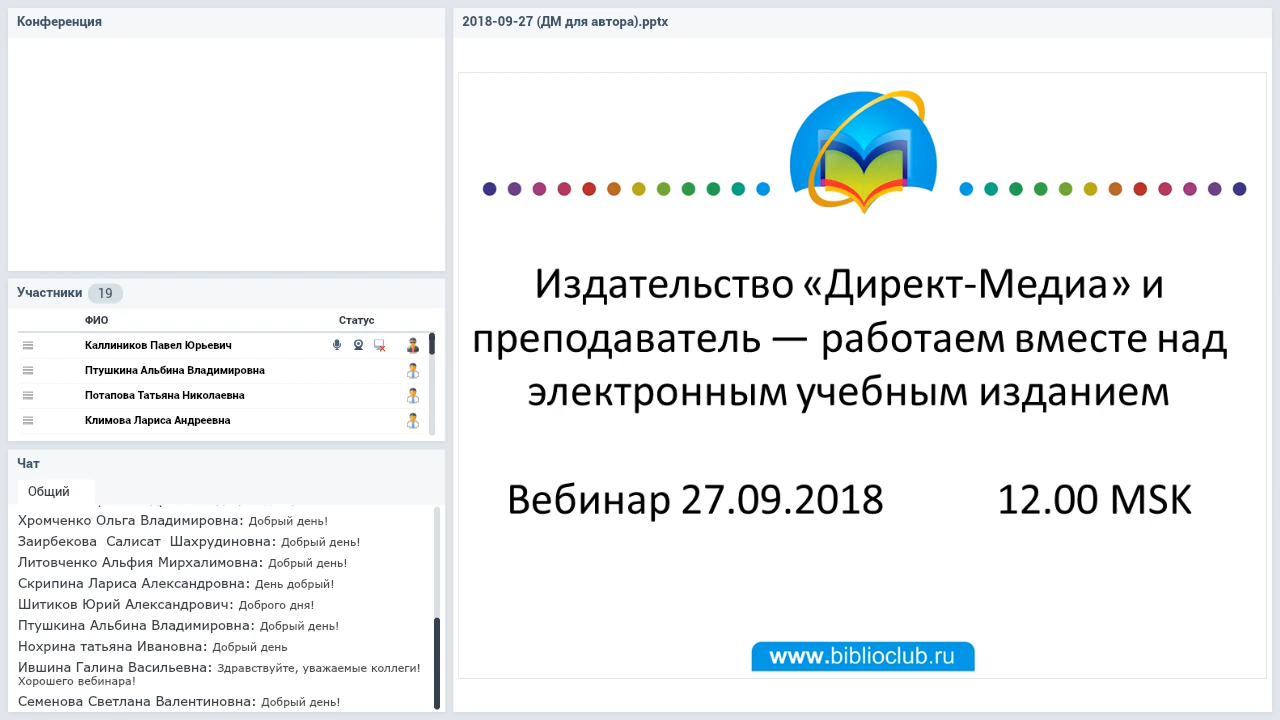 Конференция
Участники 19
ФИО Статус
Каллиников Павел Юрьевич
Птушкина Альбина Владимировна
Потапова Татьяна Николаевна
Климова Лариса Андреевна
Чат
Общий
Хромченко Ольга Владимировна: Добрый день!
Заирбекова Салисат Шахрудиновна: Добрый день!
Литовченко Альфия Мирхалимовна: Добрый день!
Скрипина Лариса Александровна: День добрый!
Шитиков Юрий Александрович: Доброго дня!
Птушкина Альбина Владимировна: Добрый день!
Нохрина татьяна Ивановна: Добрый день
Ившина Галина Васильевна: Здравствуйте, уважаемые коллеги!
Хорошего вебинара!
Семенова Светлана Валентиновна: Добрый день!
2018-09-27 (ДМ для автора).pptx
Издательство «Директ-Медиа» и
преподаватель — работаем вместе над
электронным учебным изданием
Вебинар 27.09.2018 12.00 MSK
www.biblioclub.ru